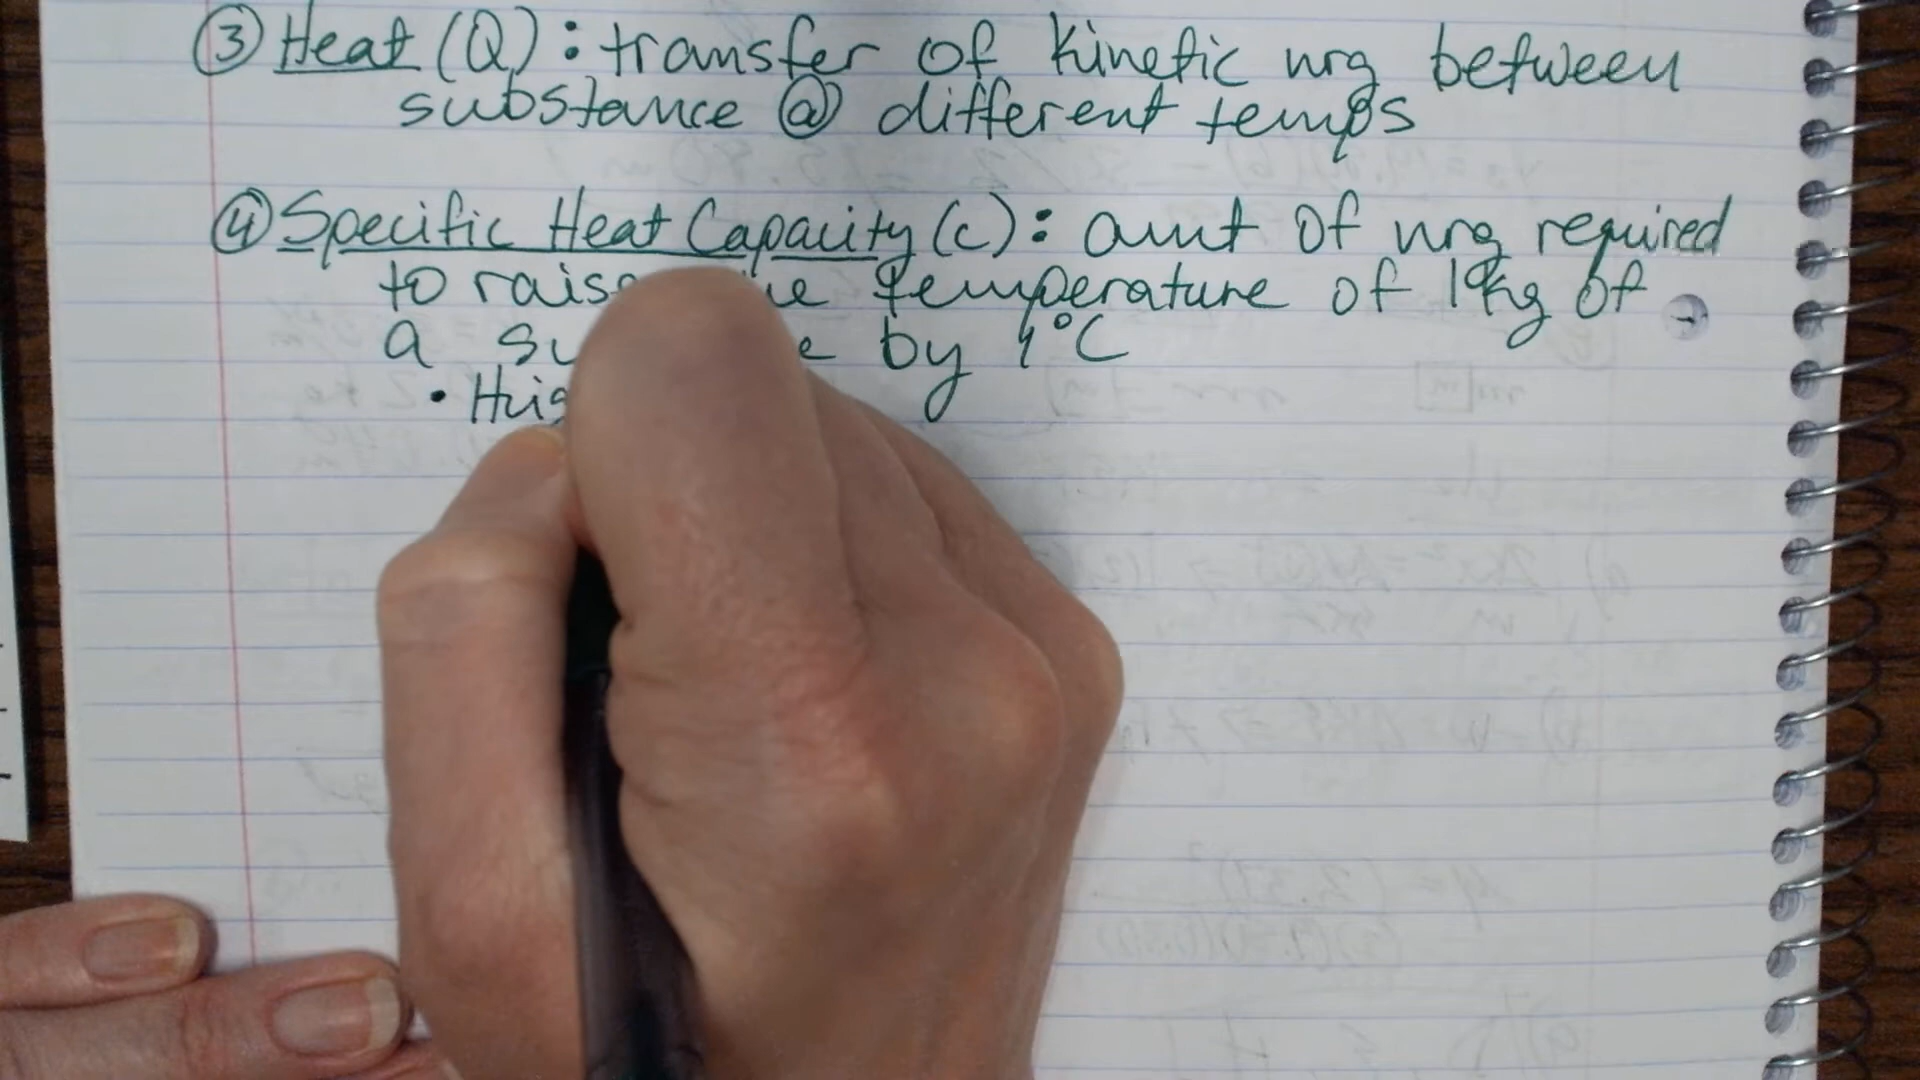 ③ Heat (Q): transfer of kinetic nrg between
substance @ different temps
④ Specific Heat Capacity (c): amt of nrg required
to raise temperature of 1kg of
a by 1°C
•